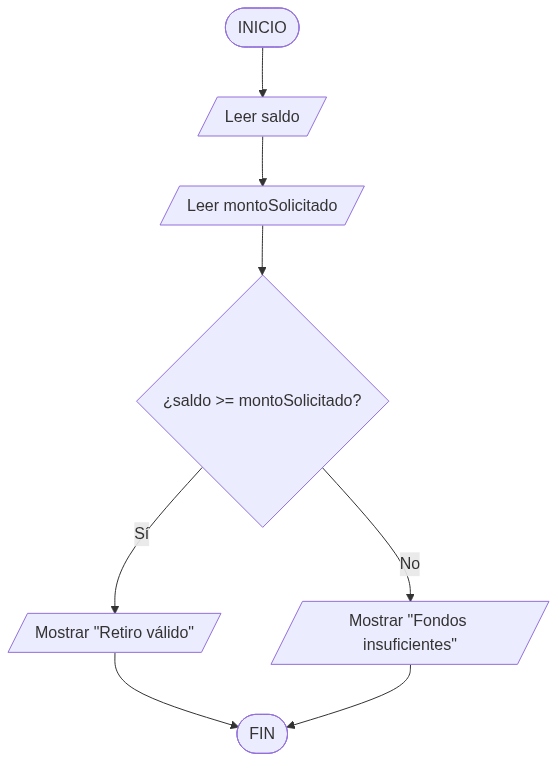 INICIO
Leer saldo
Leer montoSolicitado
¿saldo >= montoSolicitado?
Sí
No
Mostrar "Retiro válido"
Mostrar "Fondos
insuficientes"
FIN